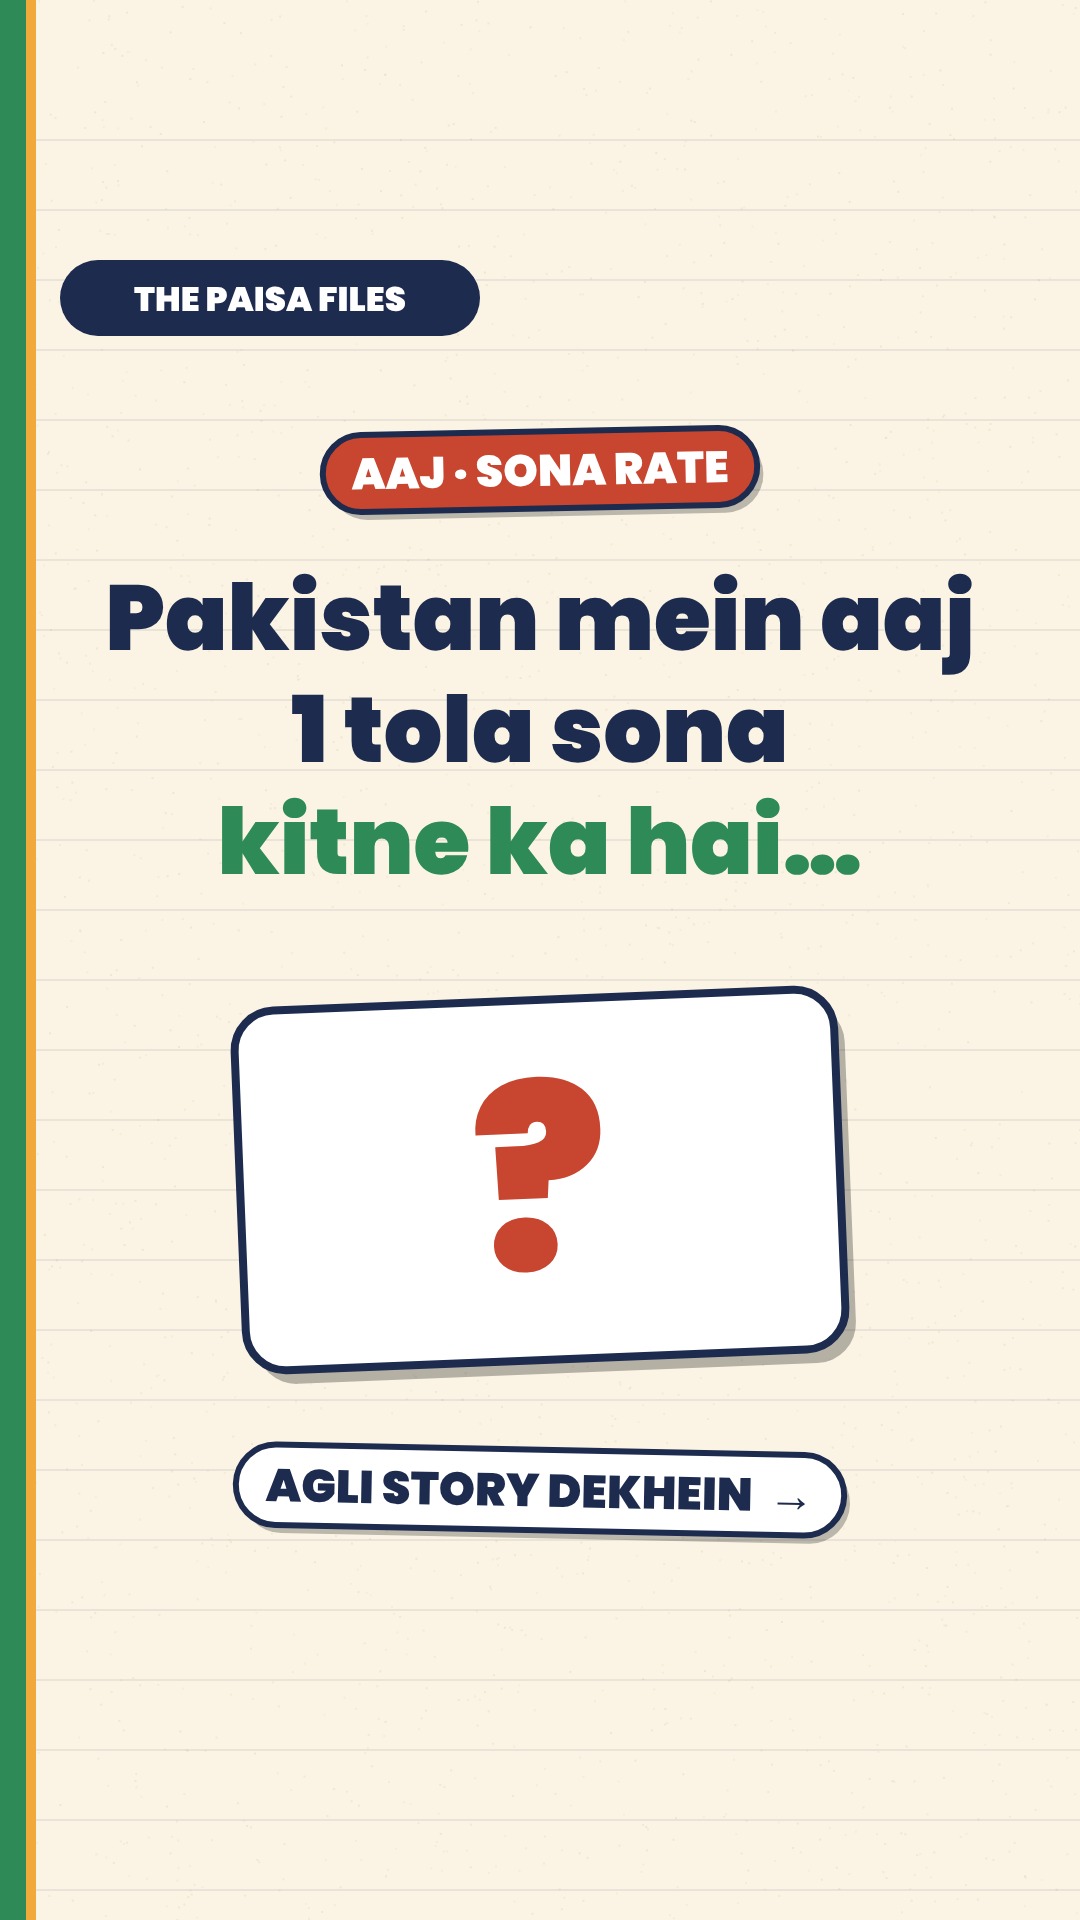 THE PAISA FILES
AAJ • SONA RATE
Pakistan mein aaj
1 tola sona
kitne ka hai...
?
AGLI STORY DEKHEIN →